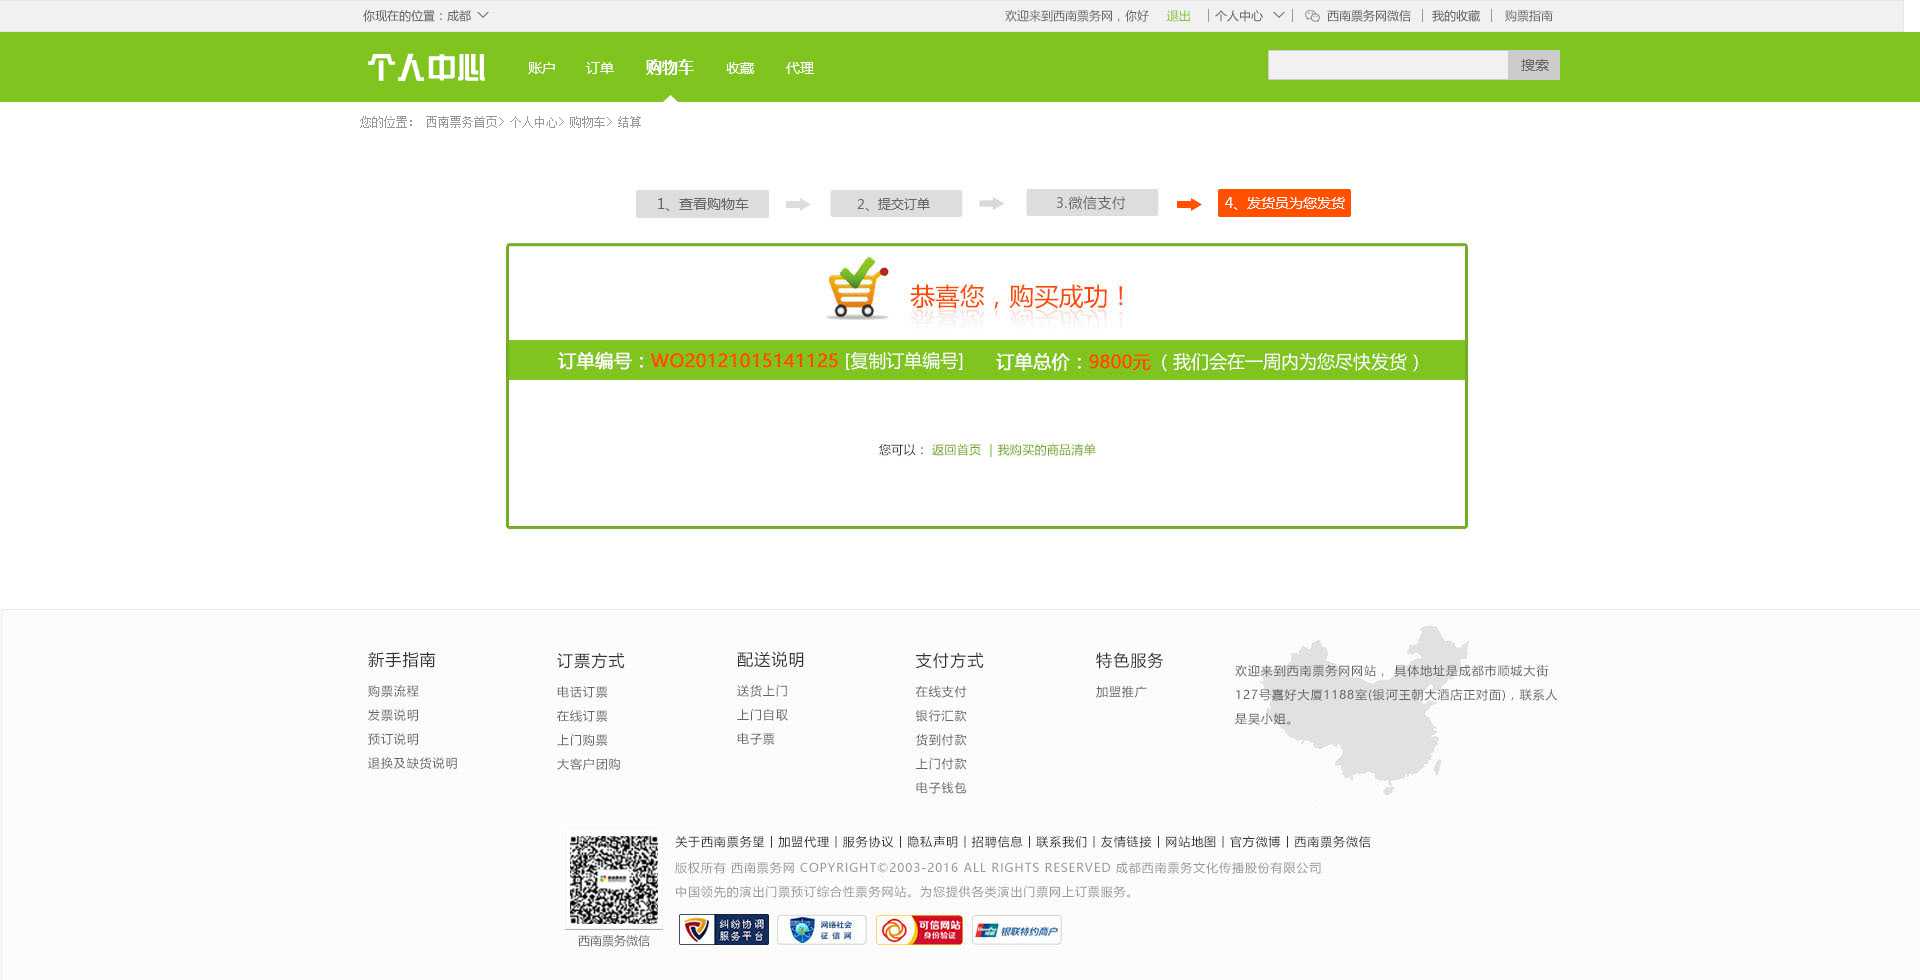 你现在的位置：成都
欢迎来到西南票务网，你好 退出 | 个人中心 | 西南票务网微信 | 我的收藏 | 购票指南
个人中心 账户 订单 购物车 收藏 代理 搜索
您的位置： 西南票务首页> 个人中心> 购物车> 结算
1、查看购物车 2、提交订单 3.微信支付 4、发货员为您发货
恭喜您，购买成功！
订单编号：WO20121015141125 [复制订单编号] 订单总价：9800元（我们会在一周内为您尽快发货）
您可以： 返回首页 | 我购买的商品清单
新手指南
购票流程
发票说明
预订说明
退换及缺货说明
订票方式
电话订票
在线订票
上门购票
大客户团购
配送说明
送货上门
上门自取
电子票
支付方式
在线支付
银行汇款
货到付款
上门付款
电子钱包
特色服务
加盟推广
欢迎来到西南票务网网站， 具体地址是成都市顺城大街
127号嘉好大厦1188室(银河王朝大酒店正对面)，联系人
是吴小姐。
西南票务微信
关于西南票务望 | 加盟代理 | 服务协议 | 隐私声明 | 招聘信息 | 联系我们 | 友情链接 | 网站地图 | 官方微博 | 西南票务微信
版权所有 西南票务网 COPYRIGHT©2003-2016 ALL RIGHTS RESERVED 成都西南票务文化传播股份有限公司
中国领先的演出门票预订综合性票务网站。为您提供各类演出门票网上订票服务。
纠纷协调
服务平台
网络社会
征信网
可信网站
身份验证
银联特约商户